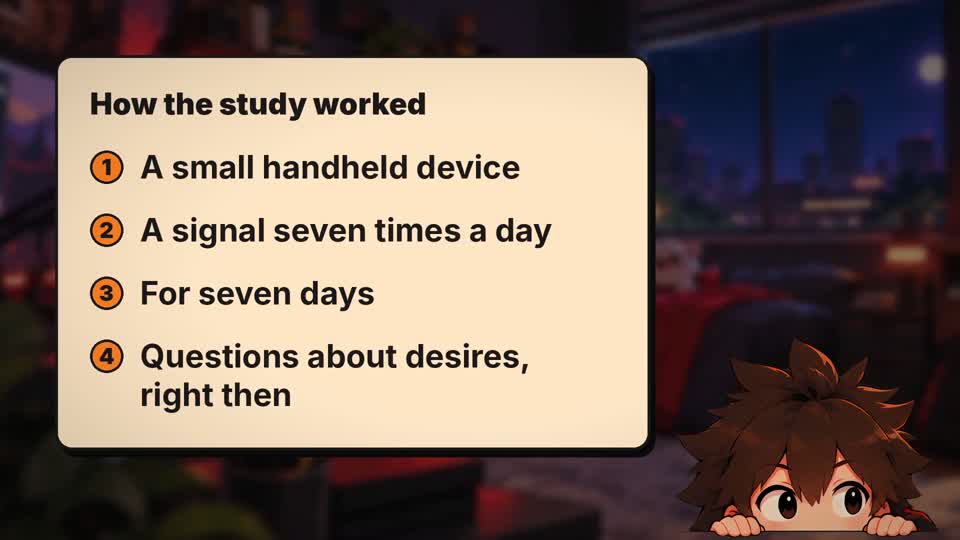 How the study worked
1 A small handheld device
2 A signal seven times a day
3 For seven days
4 Questions about desires,
right then